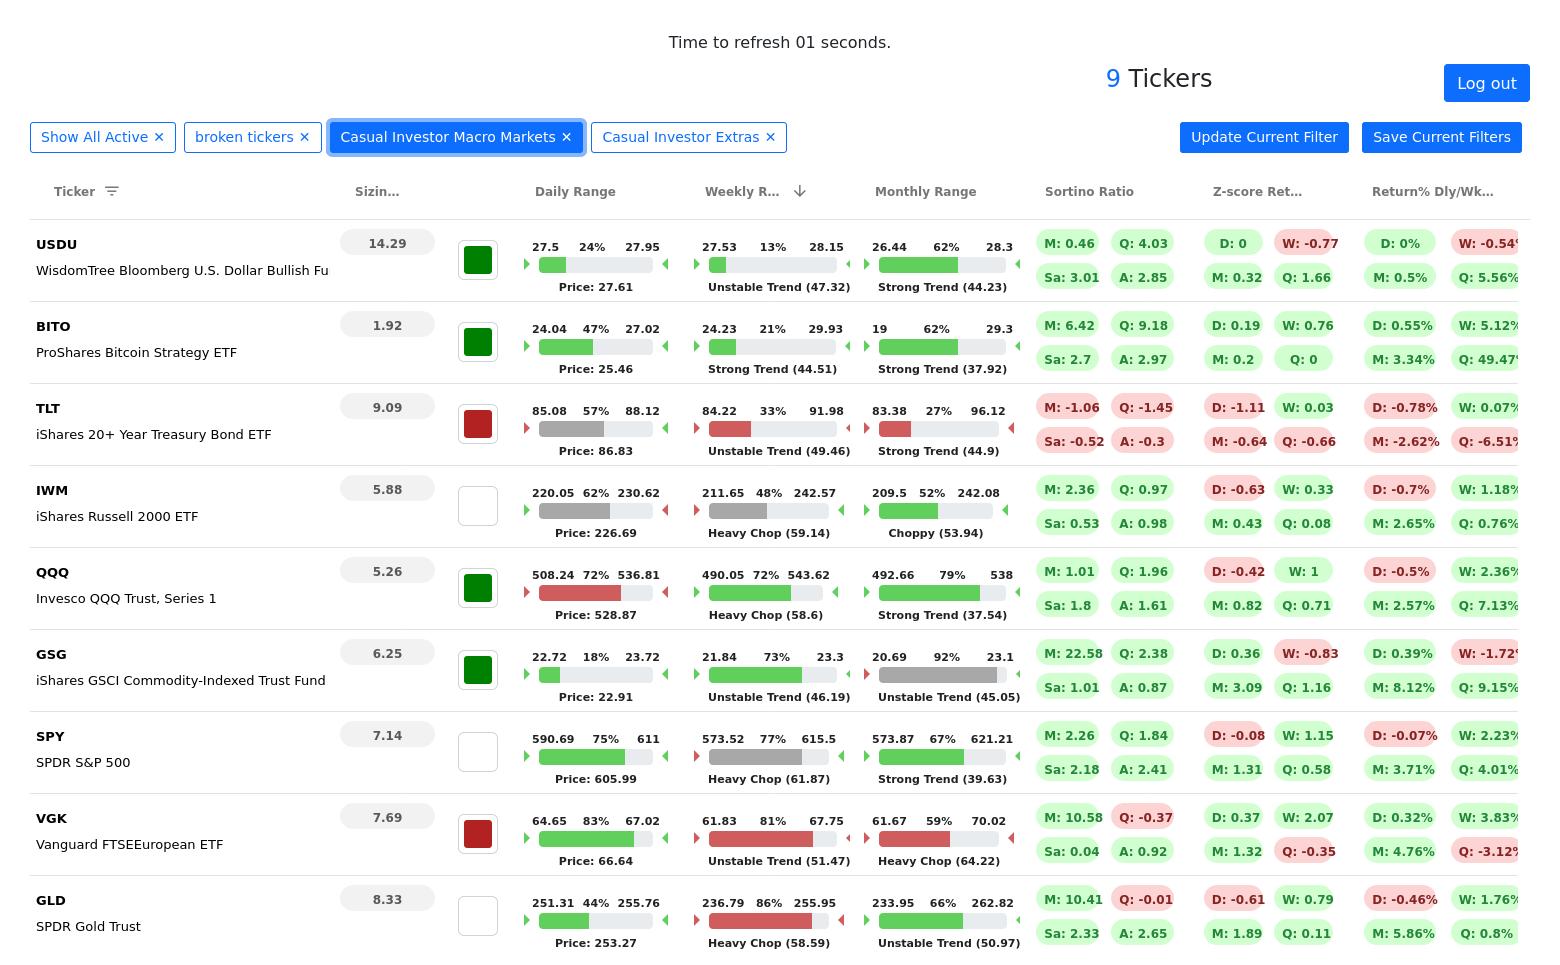 Time to refresh 01 seconds.
9 Tickers
Log out
Show All Active ✕ broken tickers ✕ Casual Investor Macro Markets ✕ Casual Investor Extras ✕ Update Current Filter Save Current Filters
Ticker Sizin... Daily Range Weekly R... Monthly Range Sortino Ratio Z-score Ret... Return% Dly/Wk...
USDU 14.29 27.5 24% 27.95 27.53 13% 28.15 26.44 62% 28.3 M: 0.46 Q: 4.03 D: 0 W: -0.77 D: 0% W: -0.54%
WisdomTree Bloomberg U.S. Dollar Bullish Fu Price: 27.61 Unstable Trend (47.32) Strong Trend (44.23) Sa: 3.01 A: 2.85 M: 0.32 Q: 1.66 M: 0.5% Q: 5.56%
BITO 1.92 24.04 47% 27.02 24.23 21% 29.93 19 62% 29.3 M: 6.42 Q: 9.18 D: 0.19 W: 0.76 D: 0.55% W: 5.12%
ProShares Bitcoin Strategy ETF Price: 25.46 Strong Trend (44.51) Strong Trend (37.92) Sa: 2.7 A: 2.97 M: 0.2 Q: 0 M: 3.34% Q: 49.47%
TLT 9.09 85.08 57% 88.12 84.22 33% 91.98 83.38 27% 96.12 M: -1.06 Q: -1.45 D: -1.11 W: 0.03 D: -0.78% W: 0.07%
iShares 20+ Year Treasury Bond ETF Price: 86.83 Unstable Trend (49.46) Strong Trend (44.9) Sa: -0.52 A: -0.3 M: -0.64 Q: -0.66 M: -2.62% Q: -6.51%
IWM 5.88 220.05 62% 230.62 211.65 48% 242.57 209.5 52% 242.08 M: 2.36 Q: 0.97 D: -0.63 W: 0.33 D: -0.7% W: 1.18%
iShares Russell 2000 ETF Price: 226.69 Heavy Chop (59.14) Choppy (53.94) Sa: 0.53 A: 0.98 M: 0.43 Q: 0.08 M: 2.65% Q: 0.76%
QQQ 5.26 508.24 72% 536.81 490.05 72% 543.62 492.66 79% 538 M: 1.01 Q: 1.96 D: -0.42 W: 1 D: -0.5% W: 2.36%
Invesco QQQ Trust, Series 1 Price: 528.87 Heavy Chop (58.6) Strong Trend (37.54) Sa: 1.8 A: 1.61 M: 0.82 Q: 0.71 M: 2.57% Q: 7.13%
GSG 6.25 22.72 18% 23.72 21.84 73% 23.3 20.69 92% 23.1 M: 22.58 Q: 2.38 D: 0.36 W: -0.83 D: 0.39% W: -1.72%
iShares GSCI Commodity-Indexed Trust Fund Price: 22.91 Unstable Trend (46.19) Unstable Trend (45.05) Sa: 1.01 A: 0.87 M: 3.09 Q: 1.16 M: 8.12% Q: 9.15%
SPY 7.14 590.69 75% 611 573.52 77% 615.5 573.87 67% 621.21 M: 2.26 Q: 1.84 D: -0.08 W: 1.15 D: -0.07% W: 2.23%
SPDR S&P 500 Price: 605.99 Heavy Chop (61.87) Strong Trend (39.63) Sa: 2.18 A: 2.41 M: 1.31 Q: 0.58 M: 3.71% Q: 4.01%
VGK 7.69 64.65 83% 67.02 61.83 81% 67.75 61.67 59% 70.02 M: 10.58 Q: -0.37 D: 0.37 W: 2.07 D: 0.32% W: 3.83%
Vanguard FTSEEuropean ETF Price: 66.64 Unstable Trend (51.47) Heavy Chop (64.22) Sa: 0.04 A: 0.92 M: 1.32 Q: -0.35 M: 4.76% Q: -3.12%
GLD 8.33 251.31 44% 255.76 236.79 86% 255.95 233.95 66% 262.82 M: 10.41 Q: -0.01 D: -0.61 W: 0.49 D: -0.46% W: 1.76%
SPDR Gold Trust Price: 253.27 Heavy Chop (58.59) Unstable Trend (50.97) Sa: 2.33 A: 2.65 M: 1.89 Q: 0.11 M: 5.86% Q: 0.8%